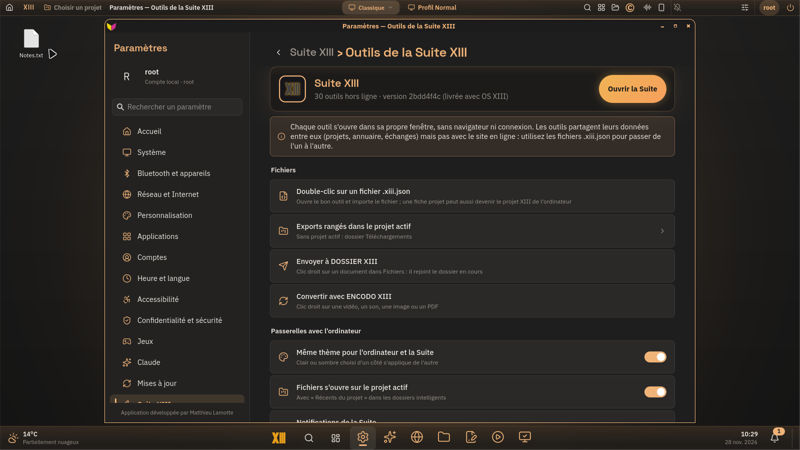 XIII Choisir un projet Paramètres — Outils de la Suite XIII Classique Profil Normal root
Notes.txt
Paramètres — Outils de la Suite XIII
Paramètres
R
root
Compte local · root
Rechercher un paramètre
Accueil
Système
Bluetooth et appareils
Réseau et Internet
Personnalisation
Applications
Comptes
Heure et langue
Accessibilité
Confidentialité et sécurité
Jeux
Claude
Mises à jour
Application développée par Matthieu Lamotte
Suite XIII > Outils de la Suite XIII
XIII
Suite XIII
30 outils hors ligne · version 2bdd4f4c (livrée avec OS XIII)
Ouvrir la Suite
Chaque outil s'ouvre dans sa propre fenêtre, sans navigateur ni connexion. Les outils partagent leurs données
entre eux (projets, annuaire, échanges) mais pas avec le site en ligne : utilisez les fichiers .xiii.json pour passer de
l'un à l'autre.
Fichiers
Double-clic sur un fichier .xiii.json
Ouvre le bon outil et importe le fichier ; une fiche projet peut aussi devenir le projet XIII de l'ordinateur
Exports rangés dans le projet actif
Sans projet actif : dossier Téléchargements
Envoyer à DOSSIER XIII
Clic droit sur un document dans Fichiers : il rejoint le dossier en cours
Convertir avec ENCODO XIII
Clic droit sur une vidéo, un son, une image ou un PDF
Passerelles avec l'ordinateur
Même thème pour l'ordinateur et la Suite
Clair ou sombre choisi d'un côté s'applique de l'autre
Fichiers s'ouvre sur le projet actif
Avec « Récents du projet » dans les dossiers intelligents
14°C
Partiellement nuageux
XIII
10:29
28 nov. 2026
1